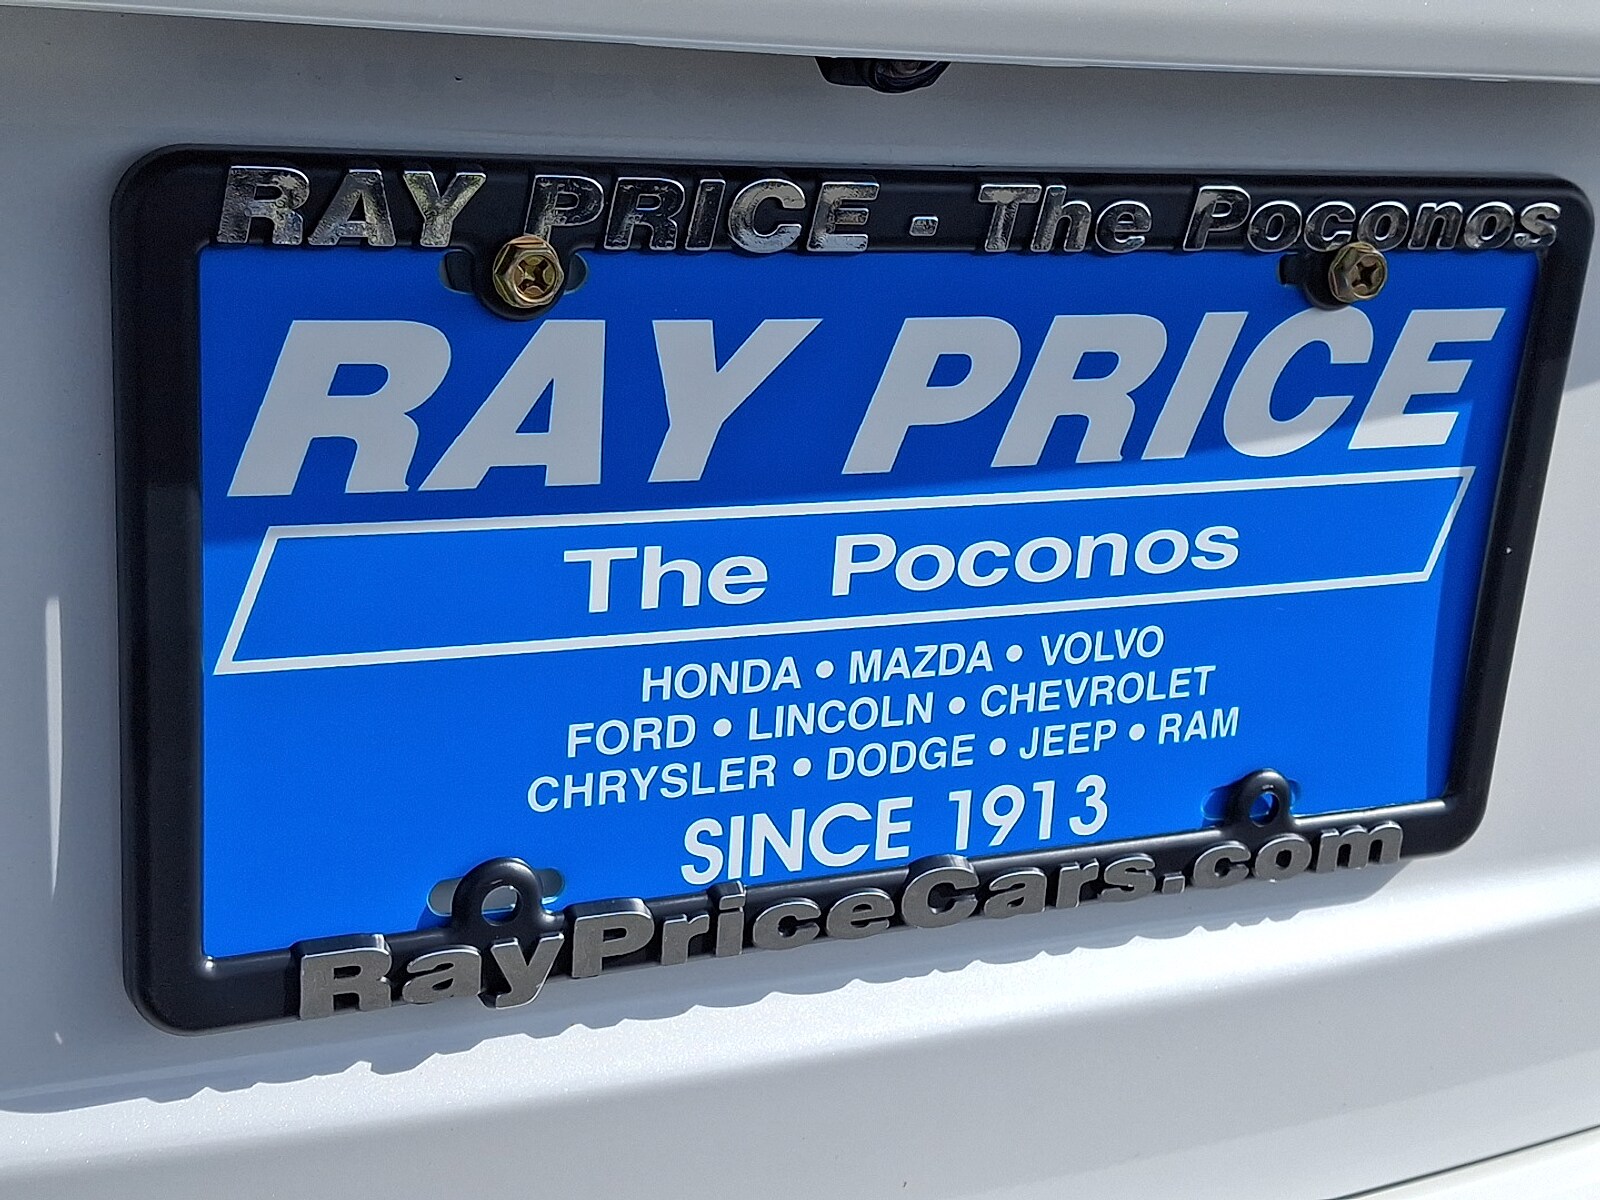 RAY PRICE - The Poconos
RAY PRICE
The Poconos
HONDA • MAZDA • VOLVO
FORD • LINCOLN • CHEVROLET
CHRYSLER • DODGE • JEEP • RAM
SINCE 1913
RayPriceCars.com